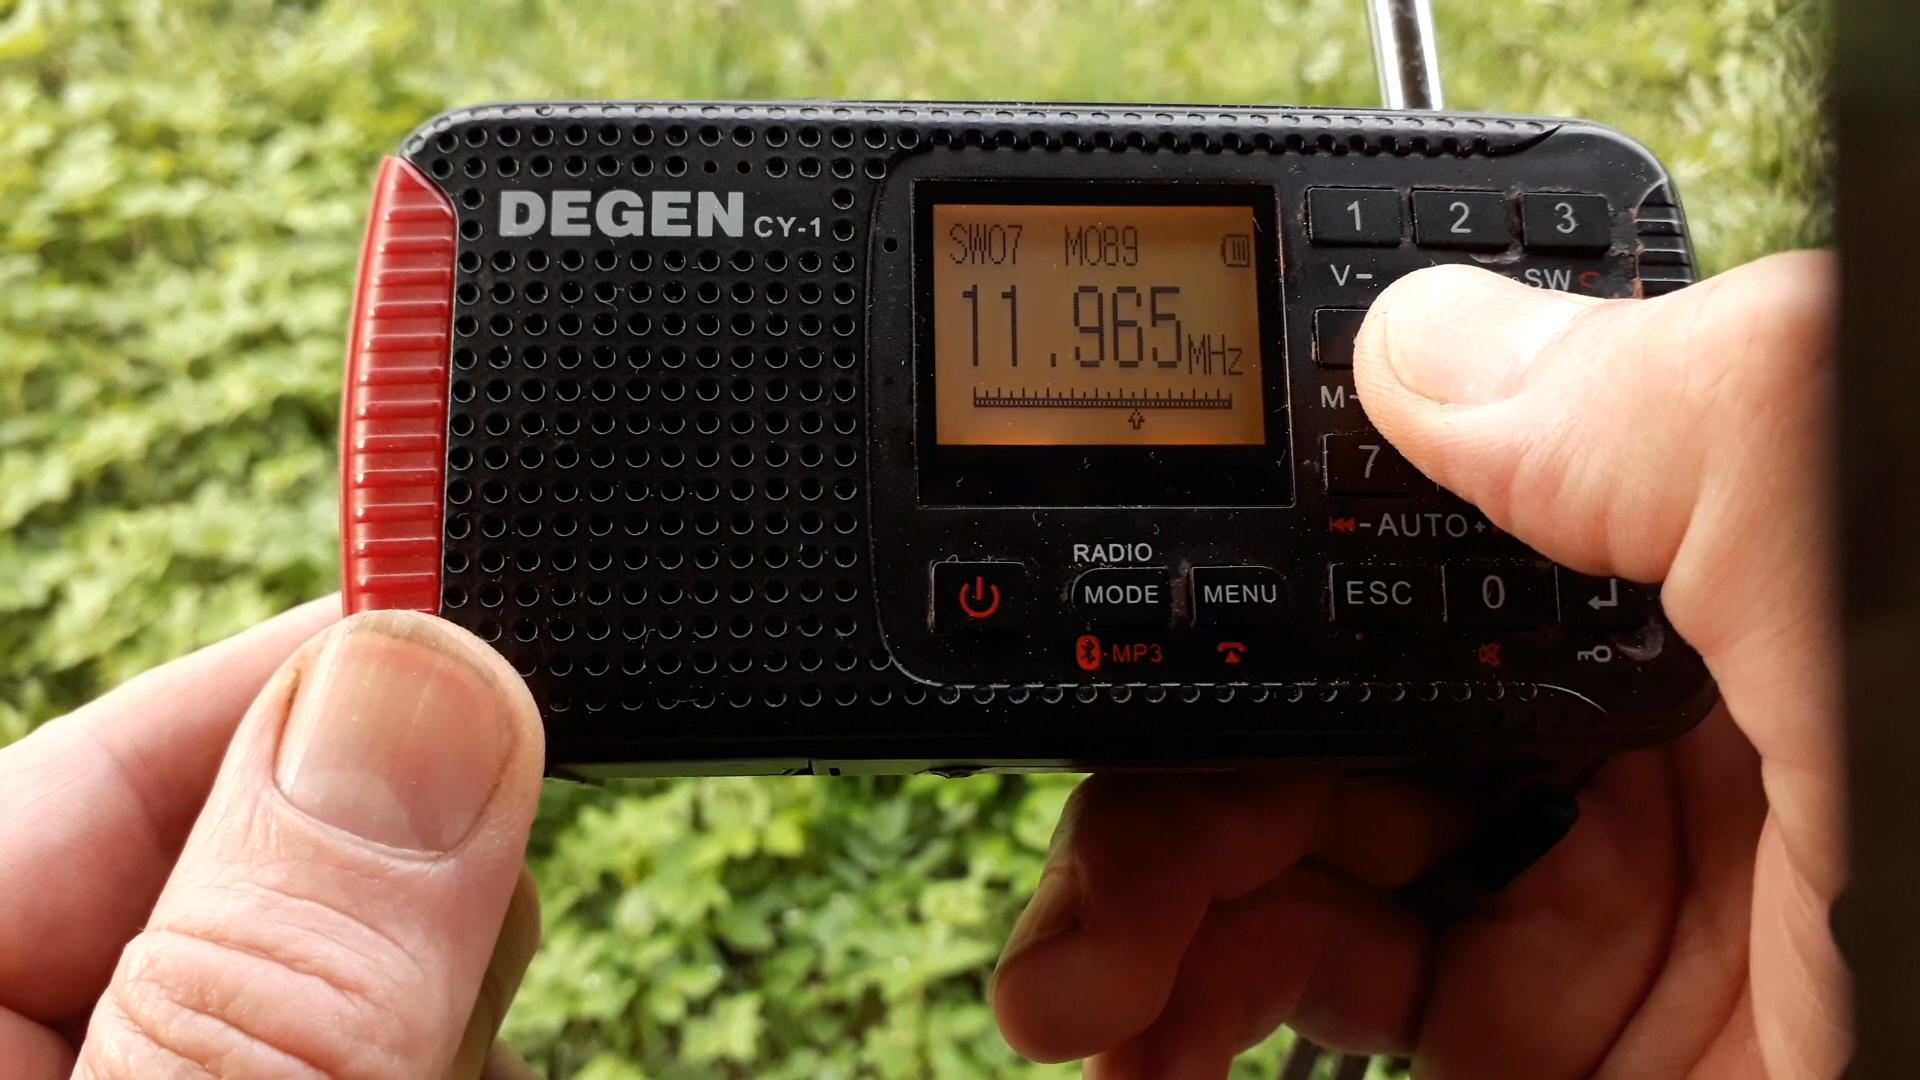 DEGEN CY-1
SW07 M089
11.965MHz
1 2 3
V- SW
M-
7
-AUTO+
RADIO
MODE MENU ESC 0
MP3